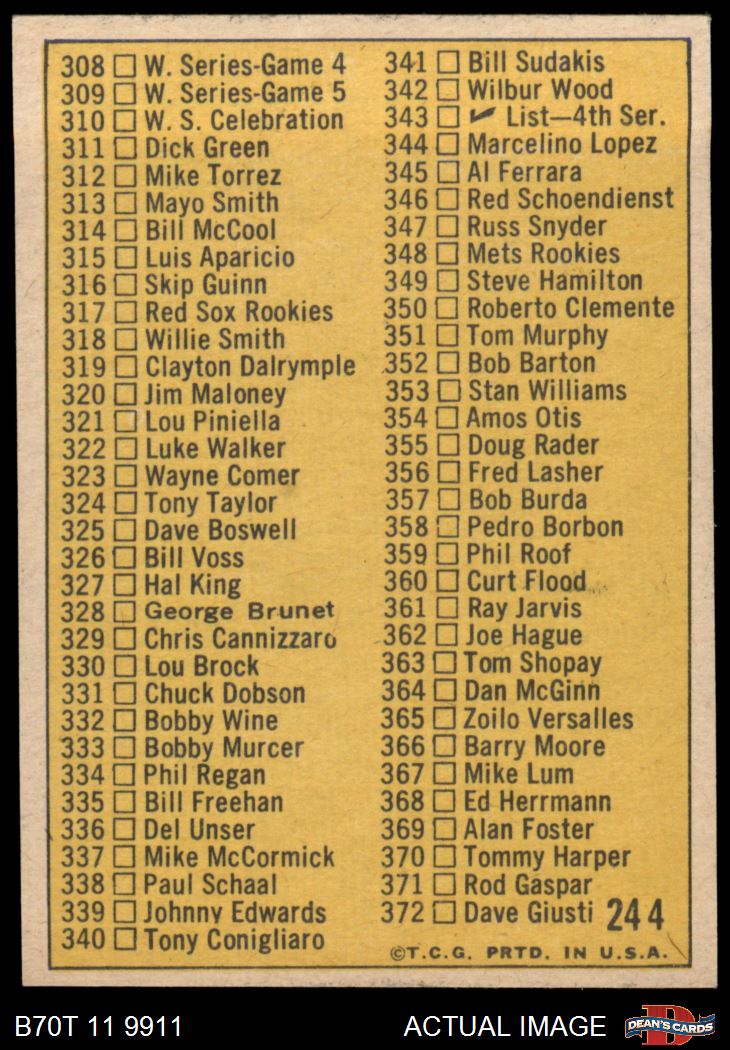 308 W. Series-Game 4
309 W. Series-Game 5
310 W. S. Celebration
311 Dick Green
312 Mike Torrez
313 Mayo Smith
314 Bill McCool
315 Luis Aparicio
316 Skip Guinn
317 Red Sox Rookies
318 Willie Smith
319 Clayton Dalrymple
320 Jim Maloney
321 Lou Piniella
322 Luke Walker
323 Wayne Comer
324 Tony Taylor
325 Dave Boswell
326 Bill Voss
327 Hal King
328 George Brunet
329 Chris Cannizzaro
330 Lou Brock
331 Chuck Dobson
332 Bobby Wine
333 Bobby Murcer
334 Phil Regan
335 Bill Freehan
336 Del Unser
337 Mike McCormick
338 Paul Schaal
339 Johnny Edwards
340 Tony Conigliaro
341 Bill Sudakis
342 Wilbur Wood
343 ✔ List—4th Ser.
344 Marcelino Lopez
345 Al Ferrara
346 Red Schoendienst
347 Russ Snyder
348 Mets Rookies
349 Steve Hamilton
350 Roberto Clemente
351 Tom Murphy
352 Bob Barton
353 Stan Williams
354 Amos Otis
355 Doug Rader
356 Fred Lasher
357 Bob Burda
358 Pedro Borbon
359 Phil Roof
360 Curt Flood
361 Ray Jarvis
362 Joe Hague
363 Tom Shopay
364 Dan McGinn
365 Zoilo Versalles
366 Barry Moore
367 Mike Lum
368 Ed Herrmann
369 Alan Foster
370 Tommy Harper
371 Rod Gaspar
372 Dave Giusti 244
©T.C.G. PRTD. IN U.S.A.
B70T 11 9911
ACTUAL IMAGE
D
DEAN'S CARDS